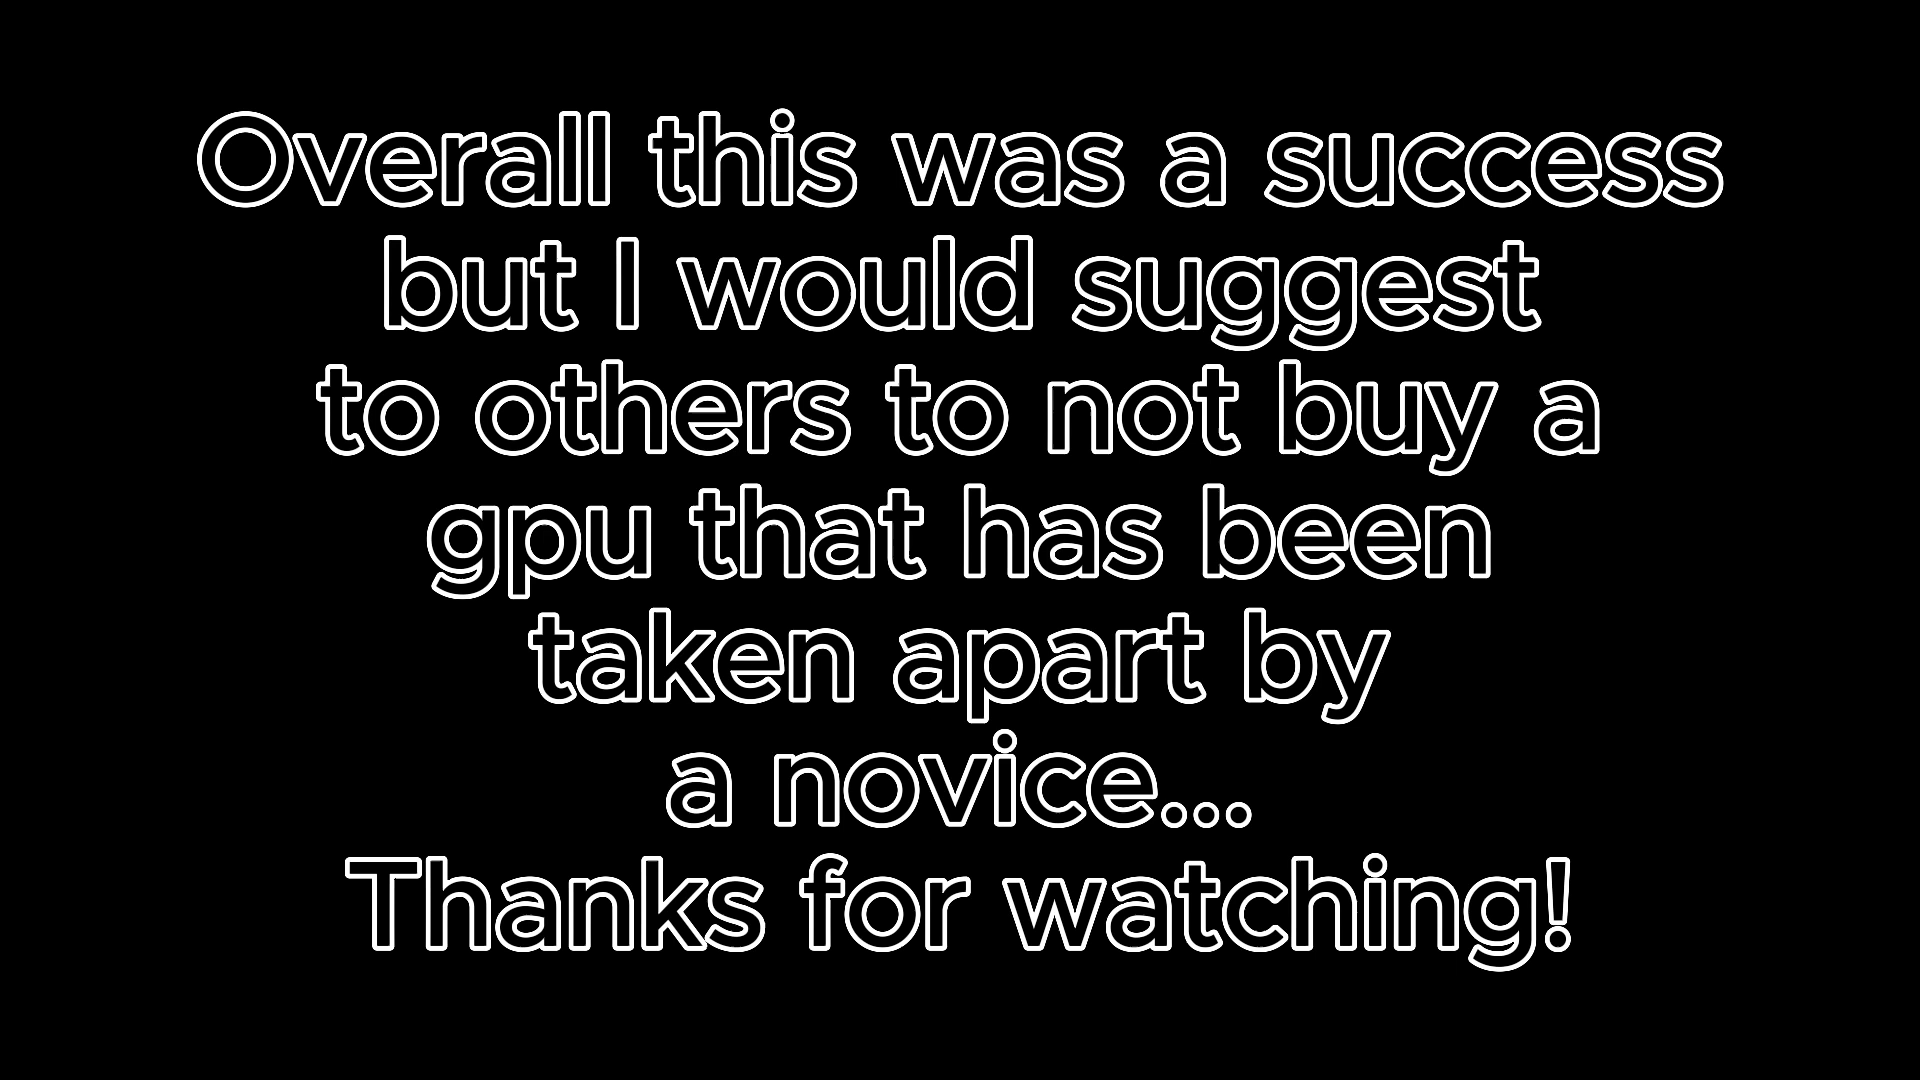 Overall this was a success
but I would suggest
to others to not buy a
gpu that has been
taken apart by
a novice...
Thanks for watching!